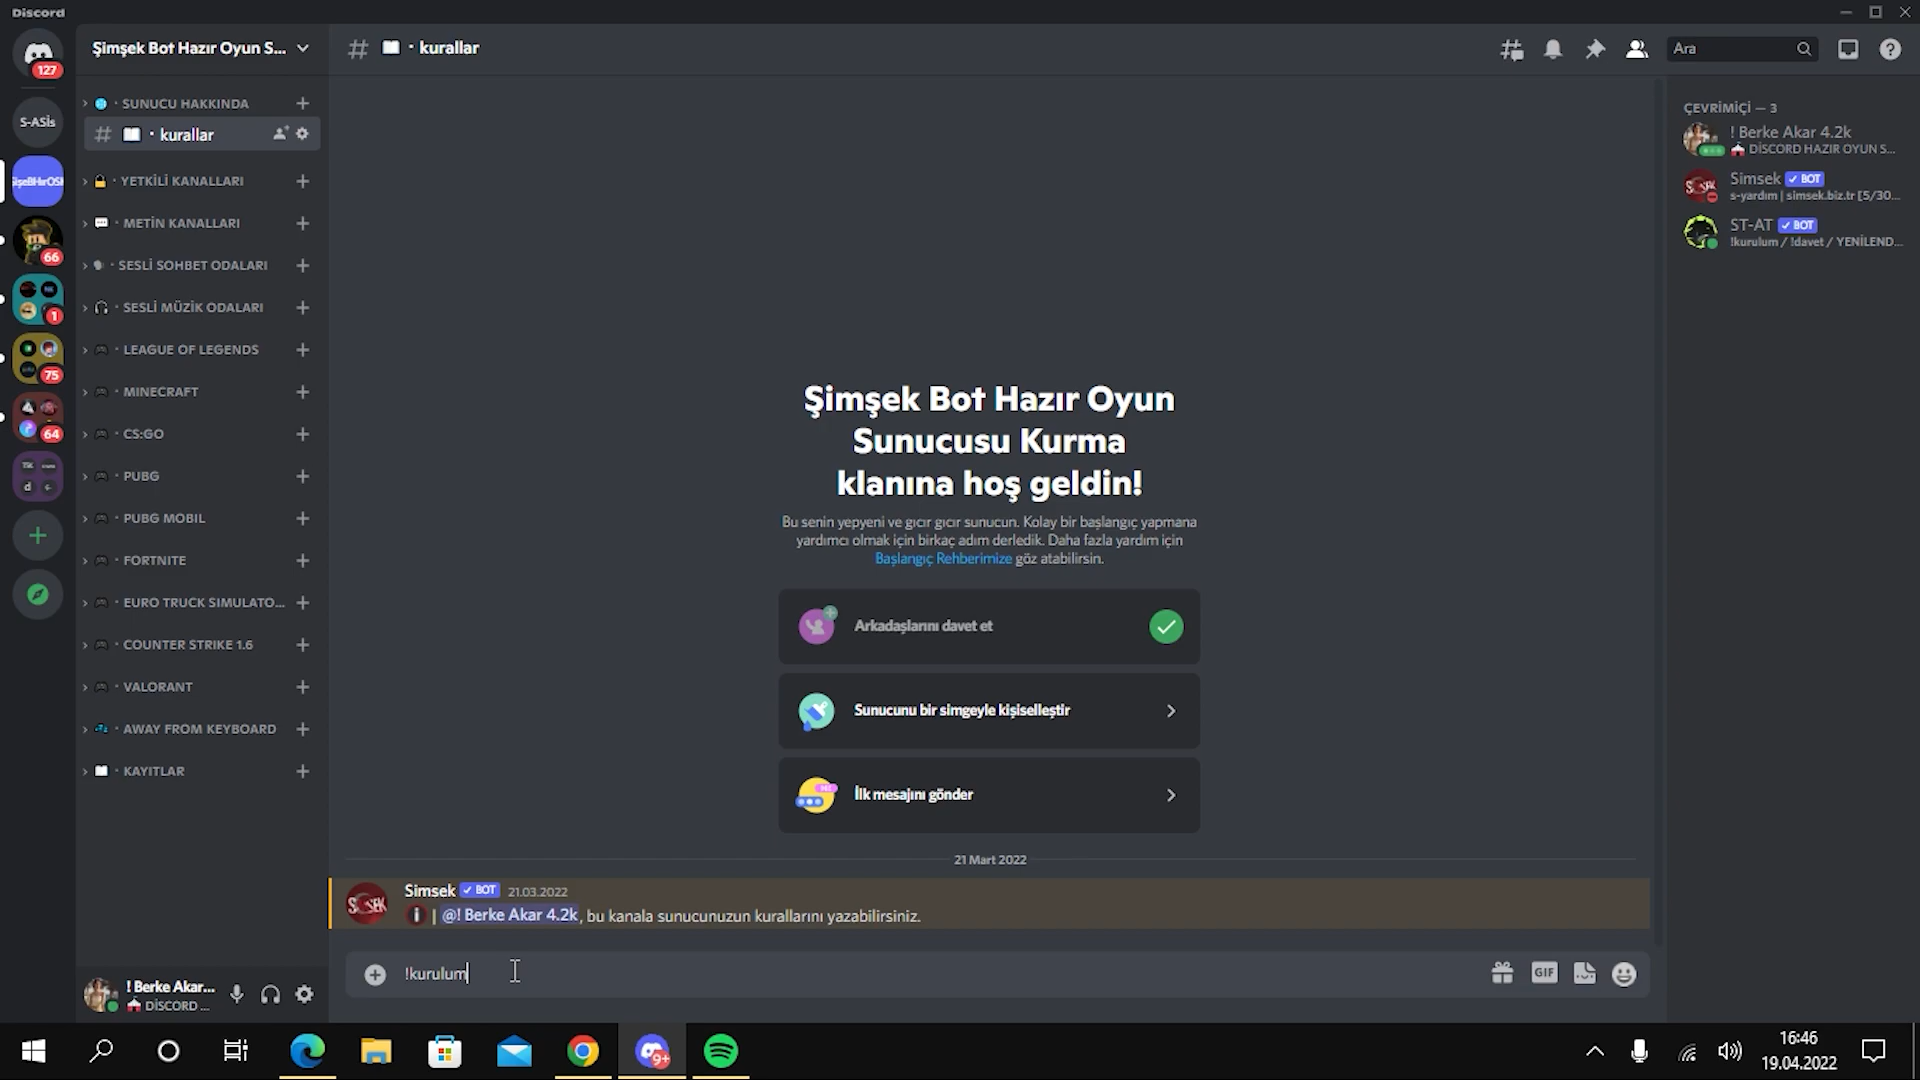 Discord
127
S-ASis
66
1
75
64
Şimşek Bot Hazır Oyun S...
SUNUCU HAKKINDA
kurallar
YETKİLİ KANALLARI
METİN KANALLARI
SESLİ SOHBET ODALARI
SESLİ MÜZİK ODALARI
LEAGUE OF LEGENDS
MINECRAFT
CS:GO
PUBG
PUBG MOBIL
FORTNITE
EURO TRUCK SIMULATO...
COUNTER STRIKE 1.6
VALORANT
AWAY FROM KEYBOARD
KAYITLAR
! Berke Akar...
DİSCORD ...
kurallar
Ara
Şimşek Bot Hazır Oyun
Sunucusu Kurma
klanına hoş geldin!
Bu senin yepyeni ve gıcır gıcır sunucun. Kolay bir başlangıç yapmana
yardımcı olmak için birkaç adım derledik. Daha fazla yardım için
Başlangıç Rehberimize göz atabilirsin.
Arkadaşlarını davet et
Sunucunu bir simgeyle kişiselleştir
İlk mesajını gönder
21 Mart 2022
Simsek BOT 21.03.2022
| @! Berke Akar 4.2k, bu kanala sunucunuzun kurallarını yazabilirsiniz.
!kurulum
GIF
ÇEVRİMİÇİ — 3
! Berke Akar 4.2k
DİSCORD HAZIR OYUN S...
Simsek BOT
s-yardım | simsek.biz.tr [5/30...
ST-AT BOT
!kurulum / !davet / YENİLEND...
9+
16:46
19.04.2022